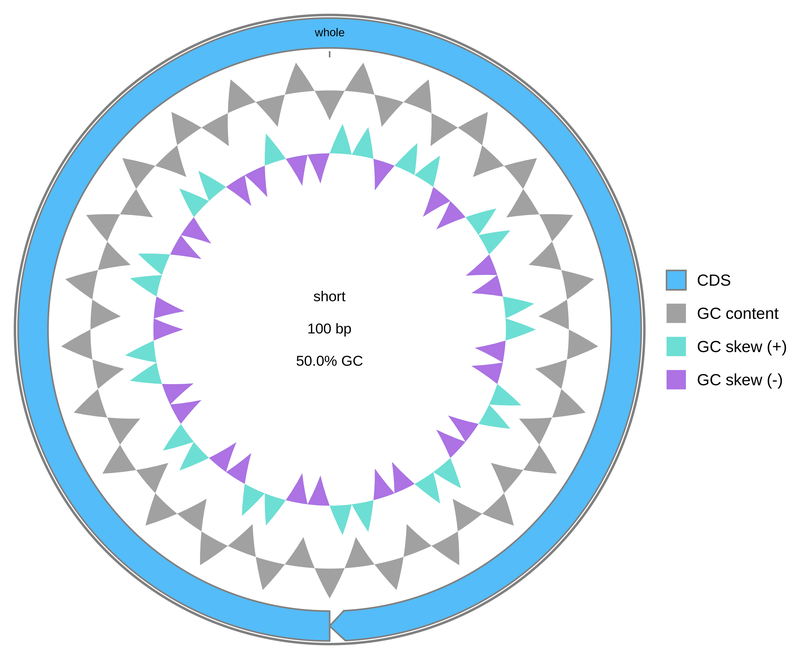 whole
short
100 bp
50.0% GC
CDS
GC content
GC skew (+)
GC skew (-)